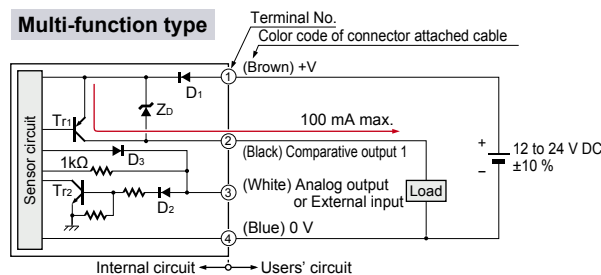 Multi-function type
Terminal No.
Color code of connector attached cable
1 (Brown) +V
D1
ZD
Tr1
100 mA max.
2
(Black) Comparative output 1
D3
1kΩ
Sensor circuit
Tr2
D2
3 (White) Analog output
or External input
Load
+
12 to 24 V DC
±10 %
−
4 (Blue) 0 V
Internal circuit
Users' circuit